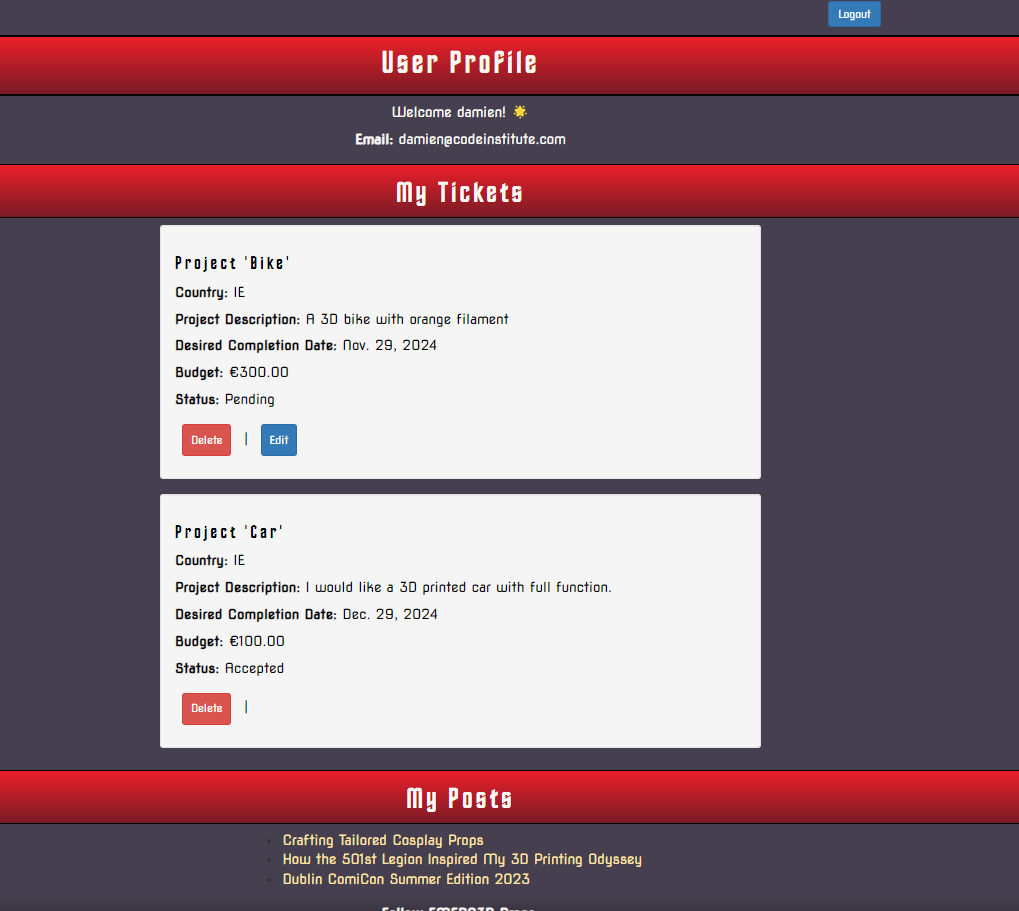 Logout
User Profile
Welcome damien! 🌟
Email: damien@codeinstitute.com
My Tickets
Project 'Bike'
Country: IE
Project Description: A 3D bike with orange filament
Desired Completion Date: Nov. 29, 2024
Budget: €300.00
Status: Pending
Delete | Edit
Project 'Car'
Country: IE
Project Description: I would like a 3D printed car with full function.
Desired Completion Date: Dec. 29, 2024
Budget: €100.00
Status: Accepted
Delete |
My Posts
Crafting Tailored Cosplay Props
How the 501st Legion Inspired My 3D Printing Odyssey
Dublin ComiCon Summer Edition 2023